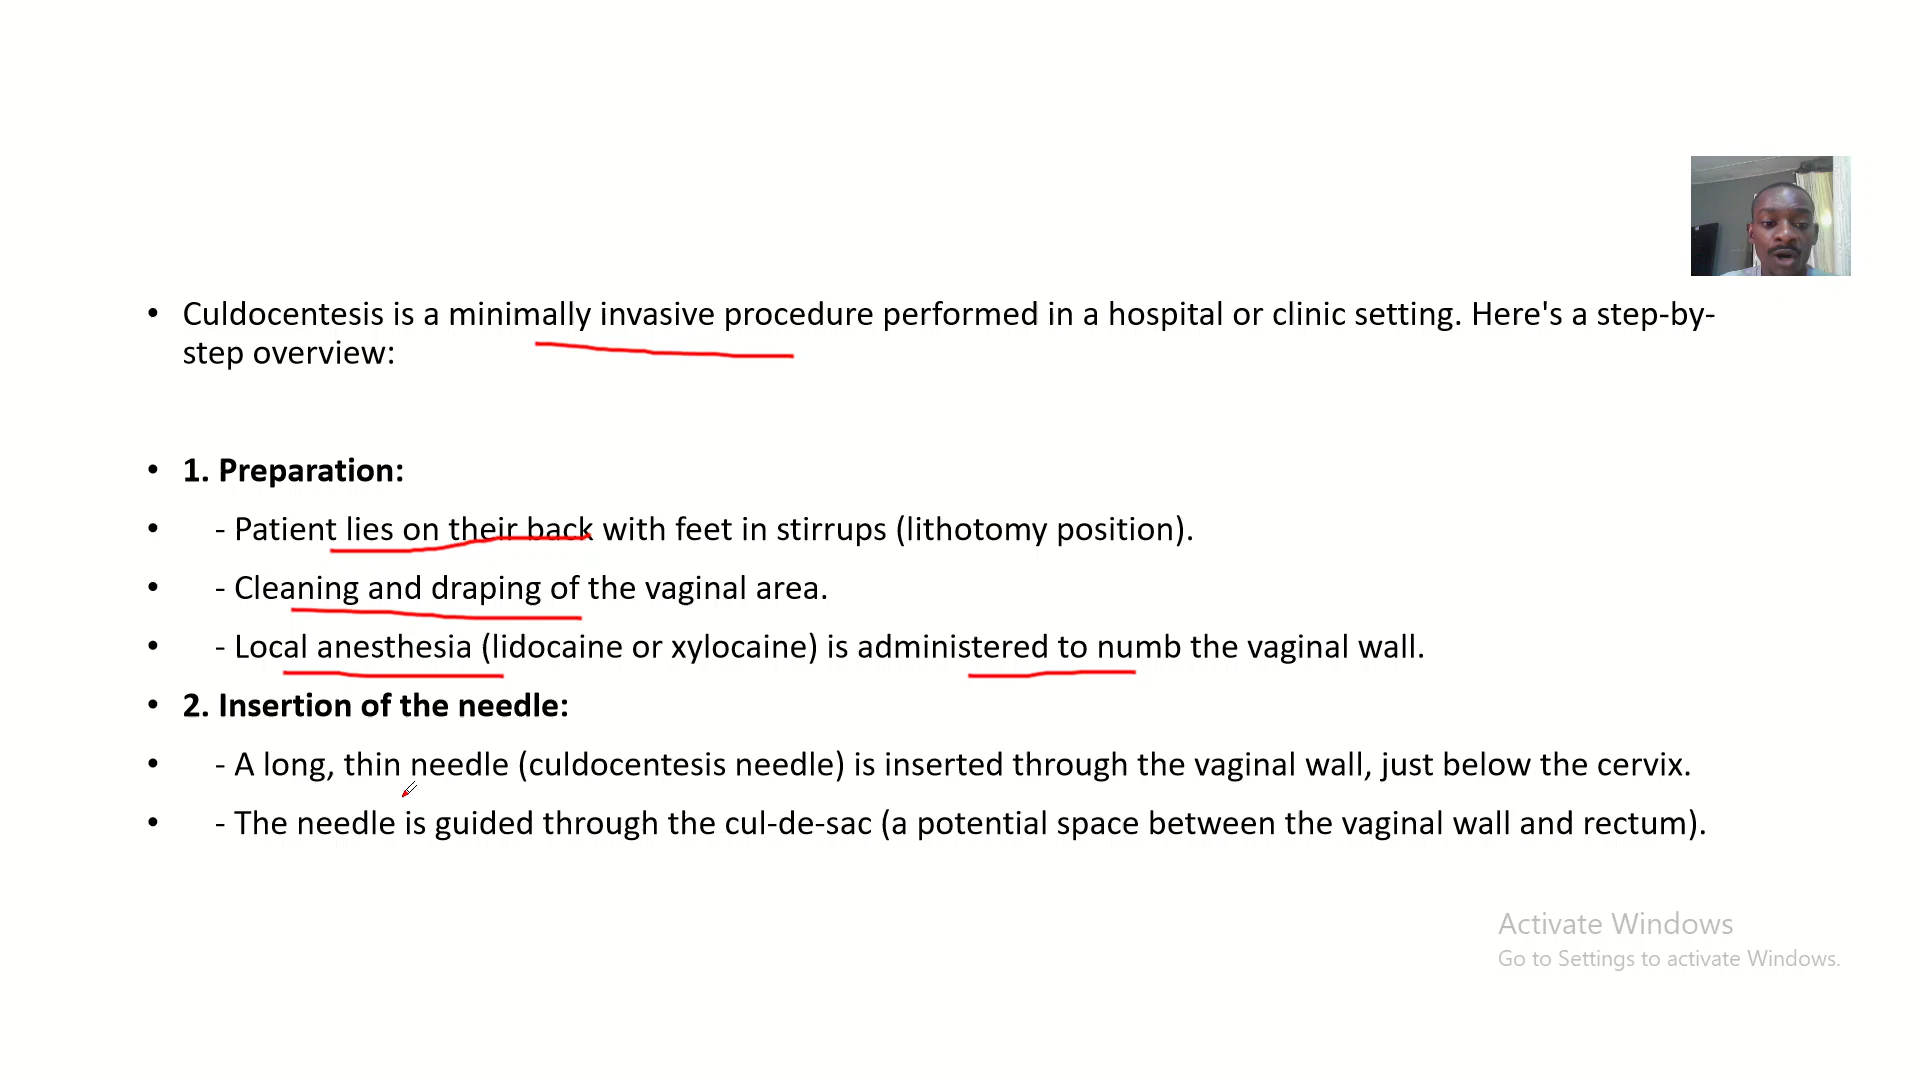 • Culdocentesis is a minimally invasive procedure performed in a hospital or clinic setting. Here's a step-by-
step overview:
• 1. Preparation:
• - Patient lies on their back with feet in stirrups (lithotomy position).
• - Cleaning and draping of the vaginal area.
• - Local anesthesia (lidocaine or xylocaine) is administered to numb the vaginal wall.
• 2. Insertion of the needle:
• - A long, thin needle (culdocentesis needle) is inserted through the vaginal wall, just below the cervix.
• - The needle is guided through the cul-de-sac (a potential space between the vaginal wall and rectum).
Activate Windows
Go to Settings to activate Windows.